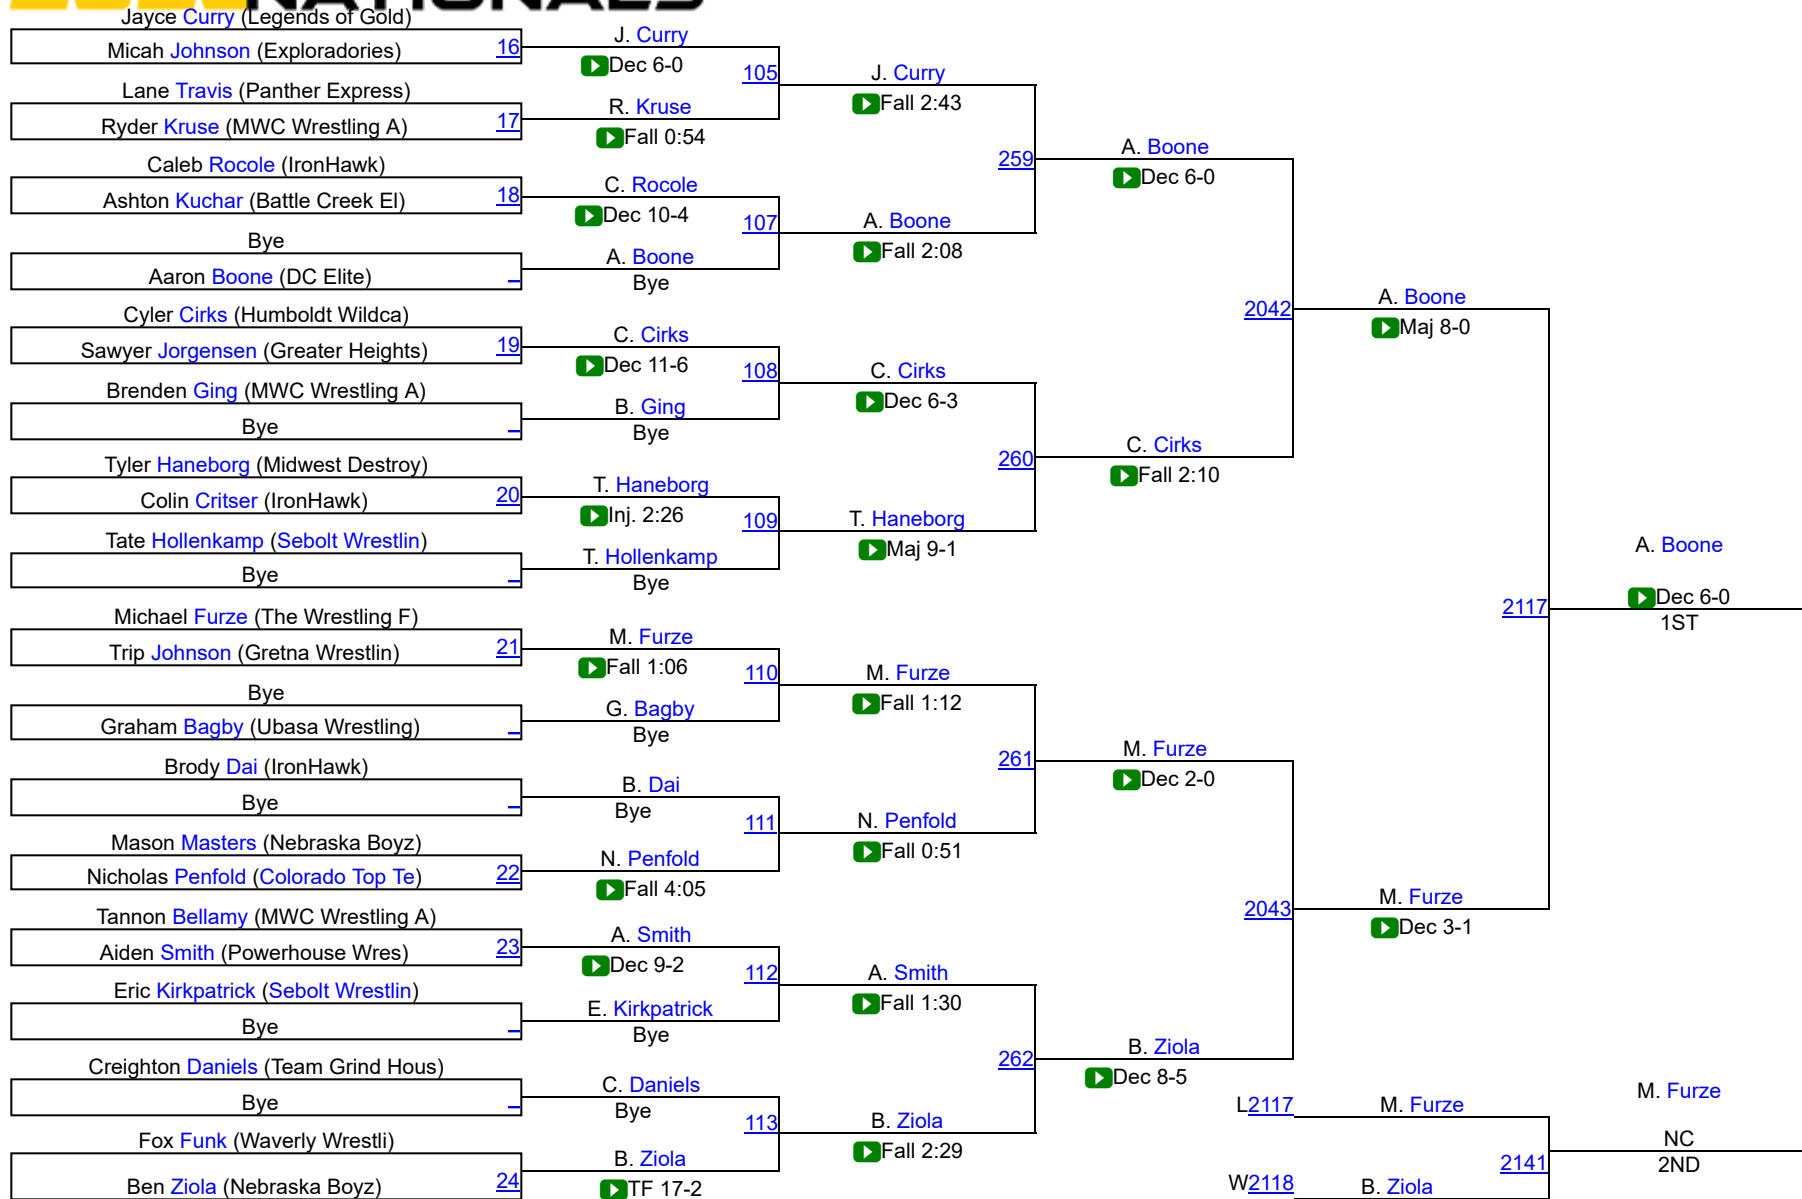 NATIONALS
Jayce Curry (Legends of Gold)
Micah Johnson (Exploradories) 16
Lane Travis (Panther Express)
Ryder Kruse (MWC Wrestling A) 17
Caleb Rocole (IronHawk)
Ashton Kuchar (Battle Creek El) 18
Bye
Aaron Boone (DC Elite)
Cyler Cirks (Humboldt Wildca)
Sawyer Jorgensen (Greater Heights) 19
Brenden Ging (MWC Wrestling A)
Bye
Tyler Haneborg (Midwest Destroy)
Colin Critser (IronHawk) 20
Tate Hollenkamp (Sebolt Wrestlin)
Bye
Michael Furze (The Wrestling F)
Trip Johnson (Gretna Wrestlin) 21
Bye
Graham Bagby (Ubasa Wrestling)
Brody Dai (IronHawk)
Bye
Mason Masters (Nebraska Boyz)
Nicholas Penfold (Colorado Top Te) 22
Tannon Bellamy (MWC Wrestling A)
Aiden Smith (Powerhouse Wres) 23
Eric Kirkpatrick (Sebolt Wrestlin)
Bye
Creighton Daniels (Team Grind Hous)
Bye
Fox Funk (Waverly Wrestli)
Ben Ziola (Nebraska Boyz) 24
J. Curry
Dec 6-0
105
R. Kruse
Fall 0:54
C. Rocole
Dec 10-4
107
A. Boone
Bye
C. Cirks
Dec 11-6
108
B. Ging
Bye
T. Haneborg
Inj. 2:26
109
T. Hollenkamp
Bye
M. Furze
Fall 1:06
110
G. Bagby
Bye
B. Dai
Bye
111
N. Penfold
Fall 4:05
A. Smith
Dec 9-2
112
E. Kirkpatrick
Bye
C. Daniels
Bye
113
B. Ziola
TF 17-2
J. Curry
Fall 2:43
259
A. Boone
Fall 2:08
C. Cirks
Dec 6-3
260
T. Haneborg
Maj 9-1
M. Furze
Fall 1:12
261
N. Penfold
Fall 0:51
A. Smith
Fall 1:30
262
B. Ziola
Fall 2:29
A. Boone
Dec 6-0
2042
C. Cirks
Fall 2:10
M. Furze
Dec 2-0
2043
B. Ziola
Dec 8-5
A. Boone
Maj 8-0
2117
M. Furze
Dec 3-1
A. Boone
Dec 6-0
1ST
L2117 M. Furze
2141
W2118 B. Ziola
M. Furze
NC
2ND